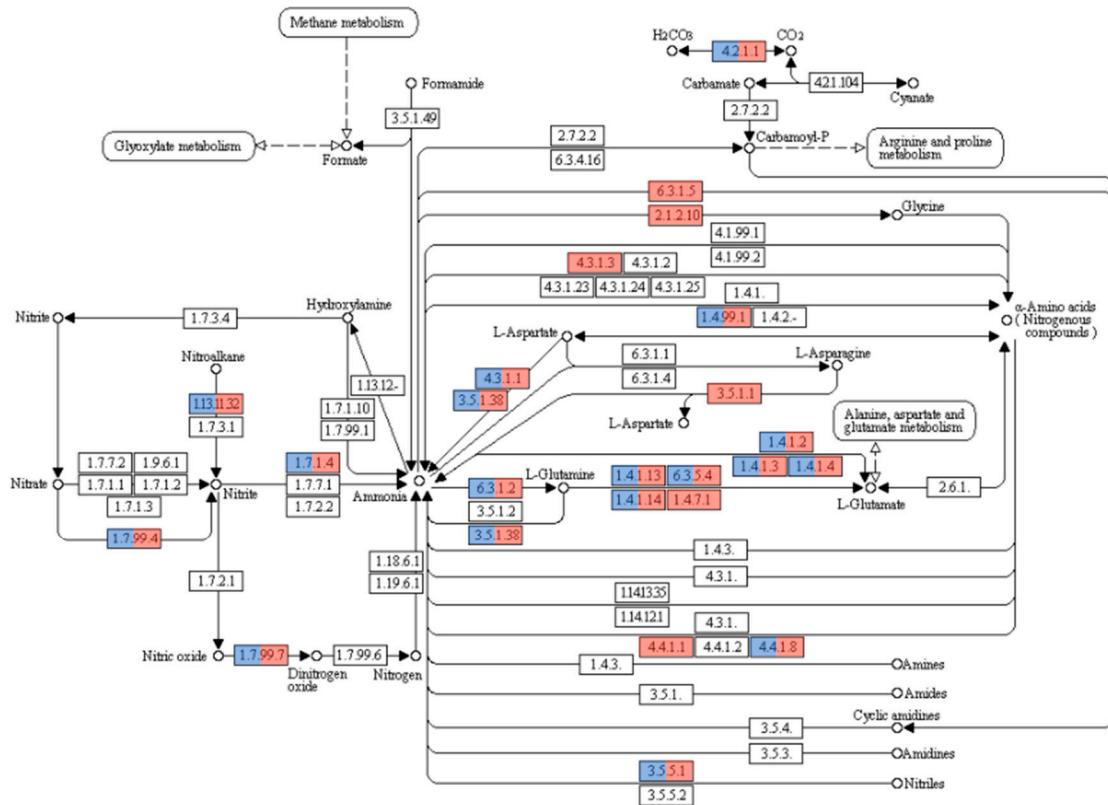 Methane metabolism
H2CO3
4.2.1.1
CO2
Formamide
Carbamate
4.2.1.104
Cyanate
3.5.1.49
2.7.2.2
Glyoxylate metabolism
Formate
2.7.2.2
6.3.4.16
Carbamoyl-P
Arginine and proline
metabolism
6.3.1.5
2.1.2.10
Glycine
4.1.99.1
4.1.99.2
4.3.1.3
4.3.1.2
4.3.1.23
4.3.1.24
4.3.1.25
1.4.1.
1.4.99.1
1.4.2.-
α-Amino acids
( Nitrogenous
compounds )
Nitrite
1.7.3.4
Hydroxylamine
L-Aspartate
6.3.1.1
6.3.1.4
L-Asparagine
Nitroalkane
1.13.12.-
4.3.1.1
3.5.1.38
3.5.1.1
1.13.11.32
1.7.3.1
1.7.1.10
1.7.99.1
L-Aspartate
Alanine, aspartate and
glutamate metabolism
1.7.7.2
1.9.6.1
1.7.1.4
1.4.1.2
1.4.1.3
1.4.1.4
Nitrate
1.7.1.1
1.7.1.2
Nitrite
1.7.7.1
Ammonia
L-Glutamine
1.4.1.13
6.3.5.4
1.7.1.3
1.7.2.2
6.3.1.2
3.5.1.2
1.4.1.14
1.4.7.1
L-Glutamate
2.6.1.
1.7.99.4
3.5.1.38
1.7.2.1
1.18.6.1
1.19.6.1
1.4.3.
4.3.1.
1.14.13.35
1.14.12.1
4.3.1.
4.4.1.1
4.4.1.2
4.4.1.8
Nitric oxide
1.7.99.7
Dinitrogen
oxide
1.7.99.6
Nitrogen
1.4.3.
Amines
3.5.1.
Amides
Cyclic amidines
3.5.4.
3.5.3.
Amidines
3.5.5.1
3.5.5.2
Nitriles